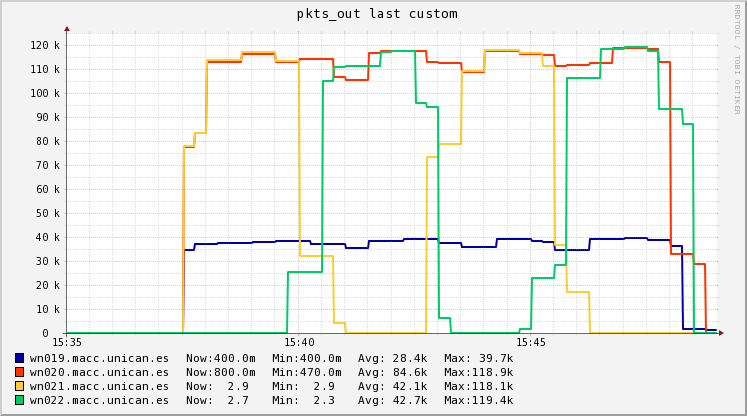 pkts_out last custom
RRDTOOL / TOBI OETIKER
120 k
110 k
100 k
90 k
80 k
70 k
60 k
50 k
40 k
30 k
20 k
10 k
0
15:35 15:40 15:45
wn019.macc.unican.es Now:400.0m Min:400.0m Avg: 28.4k Max: 39.7k
wn020.macc.unican.es Now:800.0m Min:470.0m Avg: 84.6k Max:118.9k
wn021.macc.unican.es Now: 2.9 Min: 2.9 Avg: 42.1k Max:118.1k
wn022.macc.unican.es Now: 2.7 Min: 2.3 Avg: 42.7k Max:119.4k